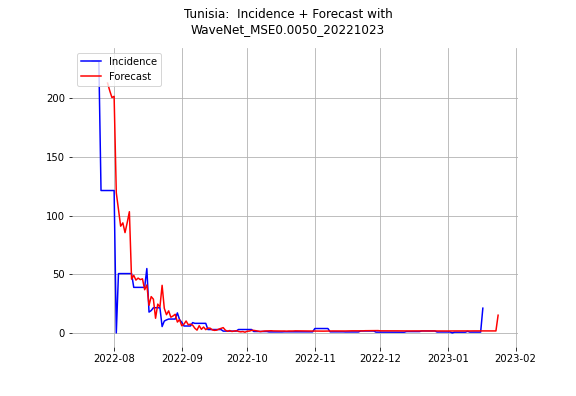 Tunisia:  Incidence + Forecast with
WaveNet_MSE0.0050_20221023
Incidence
Forecast
200
150
100
50
0
2022-08 2022-09 2022-10 2022-11 2022-12 2023-01 2023-02